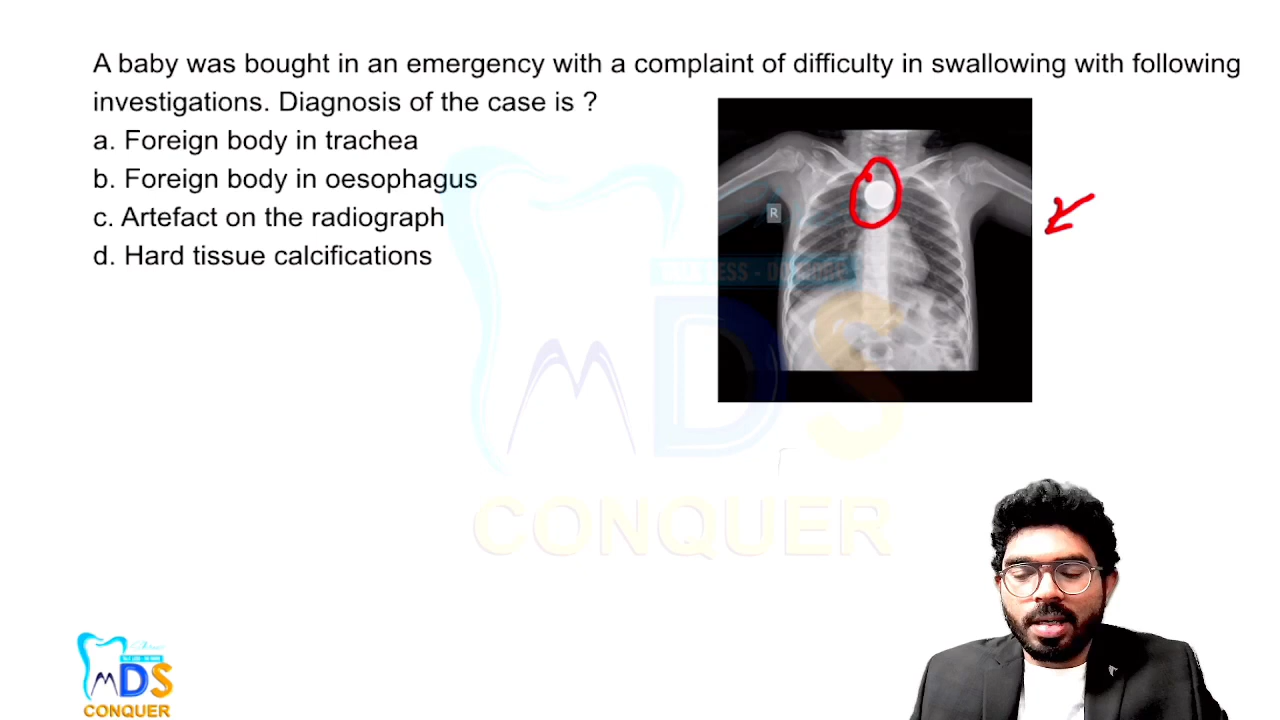 A baby was bought in an emergency with a complaint of difficulty in swallowing with following
investigations. Diagnosis of the case is ?
a. Foreign body in trachea
b. Foreign body in oesophagus
c. Artefact on the radiograph
d. Hard tissue calcifications
R
MDS
CONQUER
MDS
CONQUER